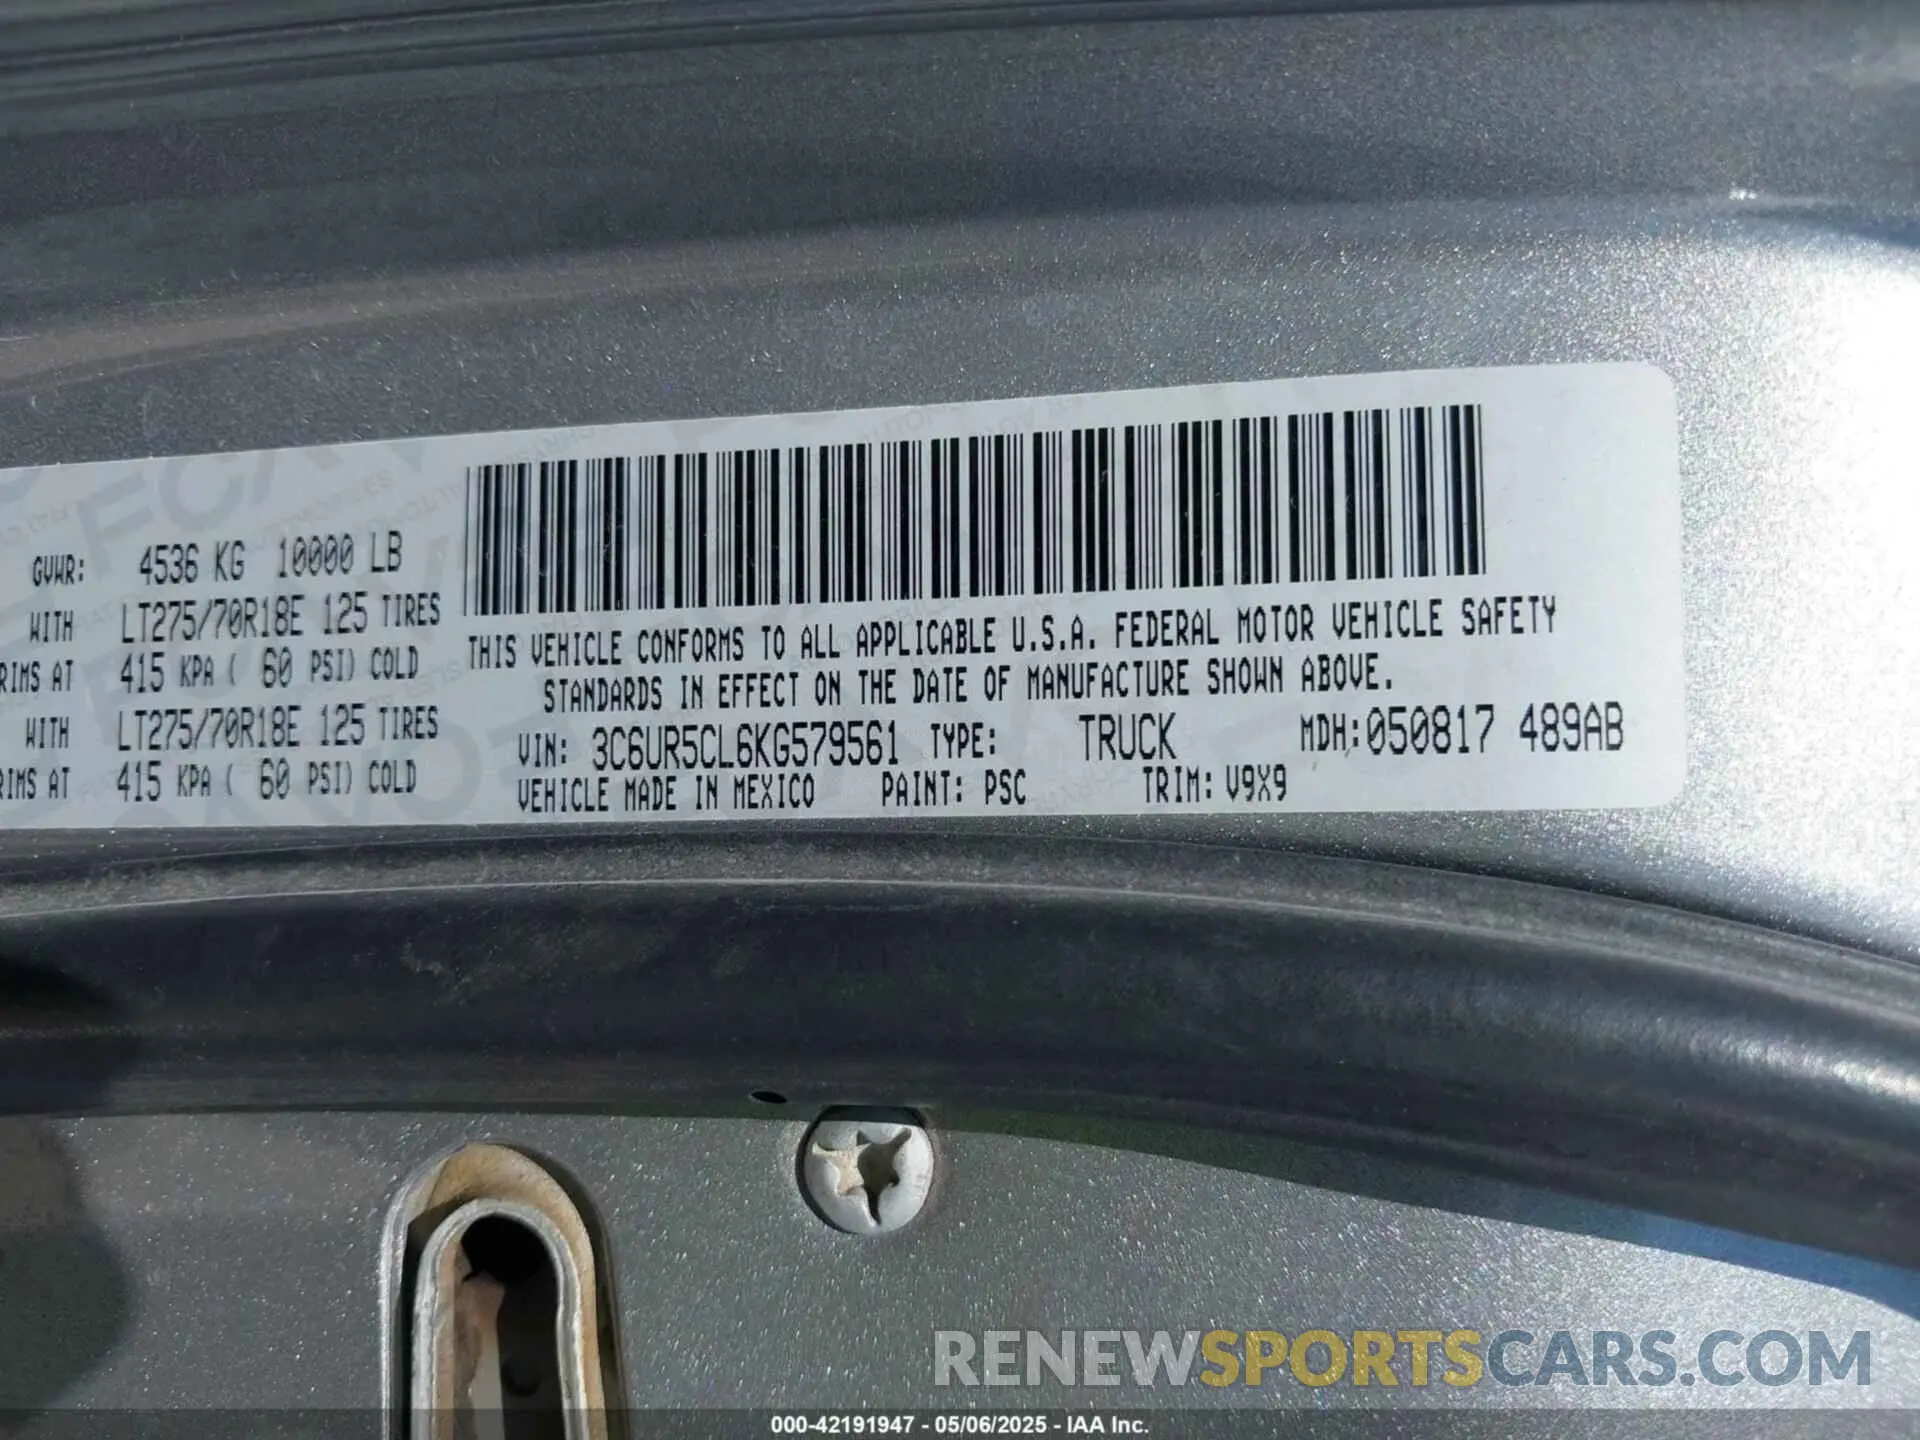 GVWR: 4536 KG 10000 LB
WITH LT275/70R18E 125 TIRES
RIMS AT 415 KPA ( 60 PSI) COLD
WITH LT275/70R18E 125 TIRES
RIMS AT 415 KPA ( 60 PSI) COLD
THIS VEHICLE CONFORMS TO ALL APPLICABLE U.S.A. FEDERAL MOTOR VEHICLE SAFETY
STANDARDS IN EFFECT ON THE DATE OF MANUFACTURE SHOWN ABOVE.
VIN: 3C6UR5CL6KG579561 TYPE: TRUCK MDH:050817 489AB
VEHICLE MADE IN MEXICO PAINT: PSC TRIM: V9X9
RENEWSPORTSCARS.COM
000-42191947 - 05/06/2025 - IAA Inc.